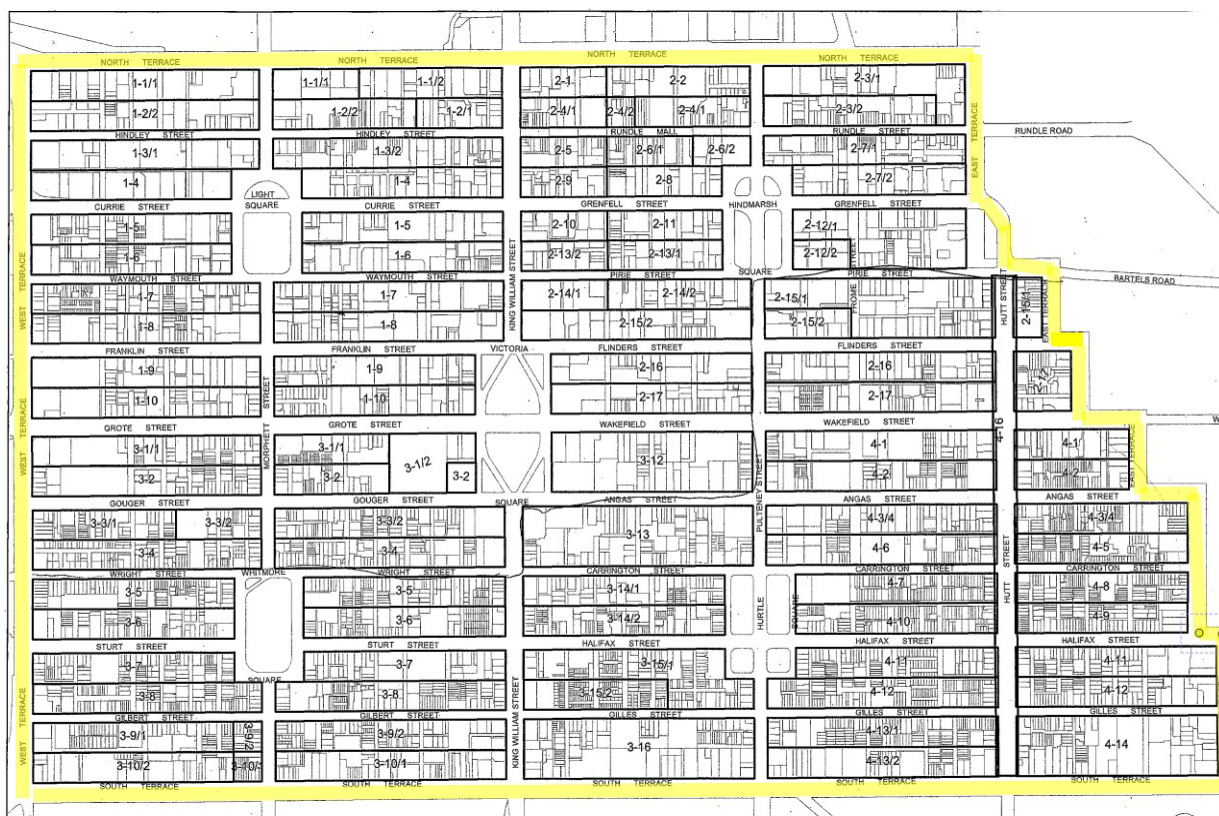 NORTH TERRACE NORTH TERRACE NORTH TERRACE NORTH TERRACE
1-1/1 1-1/1 1-1/2 2-1 2-2 2-3/1
1-2/2 1-2/2 1-2/1 2-4/1 2-4/2 2-4/1 2-3/2
HINDLEY STREET HINDLEY STREET RUNDLE MALL RUNDLE STREET EAST TERRACE RUNDLE ROAD
1-3/1 1-3/2 2-5 2-6/1 2-6/2 2-7/1
1-4 1-4 2-9 2-8 2-7/2
LIGHT
CURRIE STREET SQUARE CURRIE STREET GRENFELL STREET HINDMARSH GRENFELL STREET
1-5 1-5 2-10 2-11 2-12/1
1-6 1-6 2-13/2 2-13/1 2-12/2
WAYMOUTH STREET WAYMOUTH STREET KING WILLIAM STREET PIRIE STREET SQUARE PIRIE STREET BARTELS ROAD
WEST TERRACE 1-7 1-7 2-14/1 2-14/2 2-15/1 FROME STREET HUTT STREET 2-15/1 EAST TERRACE
1-8 1-8 2-15/2 2-15/2
FRANKLIN STREET FRANKLIN STREET VICTORIA FLINDERS STREET FLINDERS STREET
1-9 1-9 2-16 2-16
1-10 MORPHETT STREET 1-10 2-17 2-17
WEST TERRACE GROTE STREET GROTE STREET WAKEFIELD STREET WAKEFIELD STREET 4-16
3-1/1 3-1/1 3-1/2 3-12 4-1 4-1 EAST TERRACE
3-2 3-2 3-2 PULTENEY STREET 4-2 4-2
GOUGER STREET GOUGER STREET SQUARE ANGAS STREET ANGAS STREET ANGAS STREET
3-3/1 3-3/2 3-3/2 3-13 4-3/4 4-3/4
3-4 3-4 4-6 HUTT STREET 4-5
WRIGHT STREET WHITMORE WRIGHT STREET CARRINGTON STREET CARRINGTON STREET CARRINGTON STREET
3-5 3-5 3-14/1 HURTLE SQUARE 4-7 4-8
3-6 3-6 3-14/2 4-10 4-9
STURT STREET STURT STREET HALIFAX STREET HALIFAX STREET HALIFAX STREET
3-7 3-7 3-15/1 4-11 4-11
WEST TERRACE 3-8 SQUARE 3-8 KING WILLIAM STREET 3-15/2 4-12 4-12
GILBERT STREET GILBERT STREET GILLES STREET GILLES STREET GILLES STREET
3-9/1 3-9/2 3-9/2 3-16 4-13/1 4-14
3-10/2 3-10/1 3-10/1 4-13/2
SOUTH TERRACE SOUTH TERRACE SOUTH TERRACE SOUTH TERRACE SOUTH TERRACE